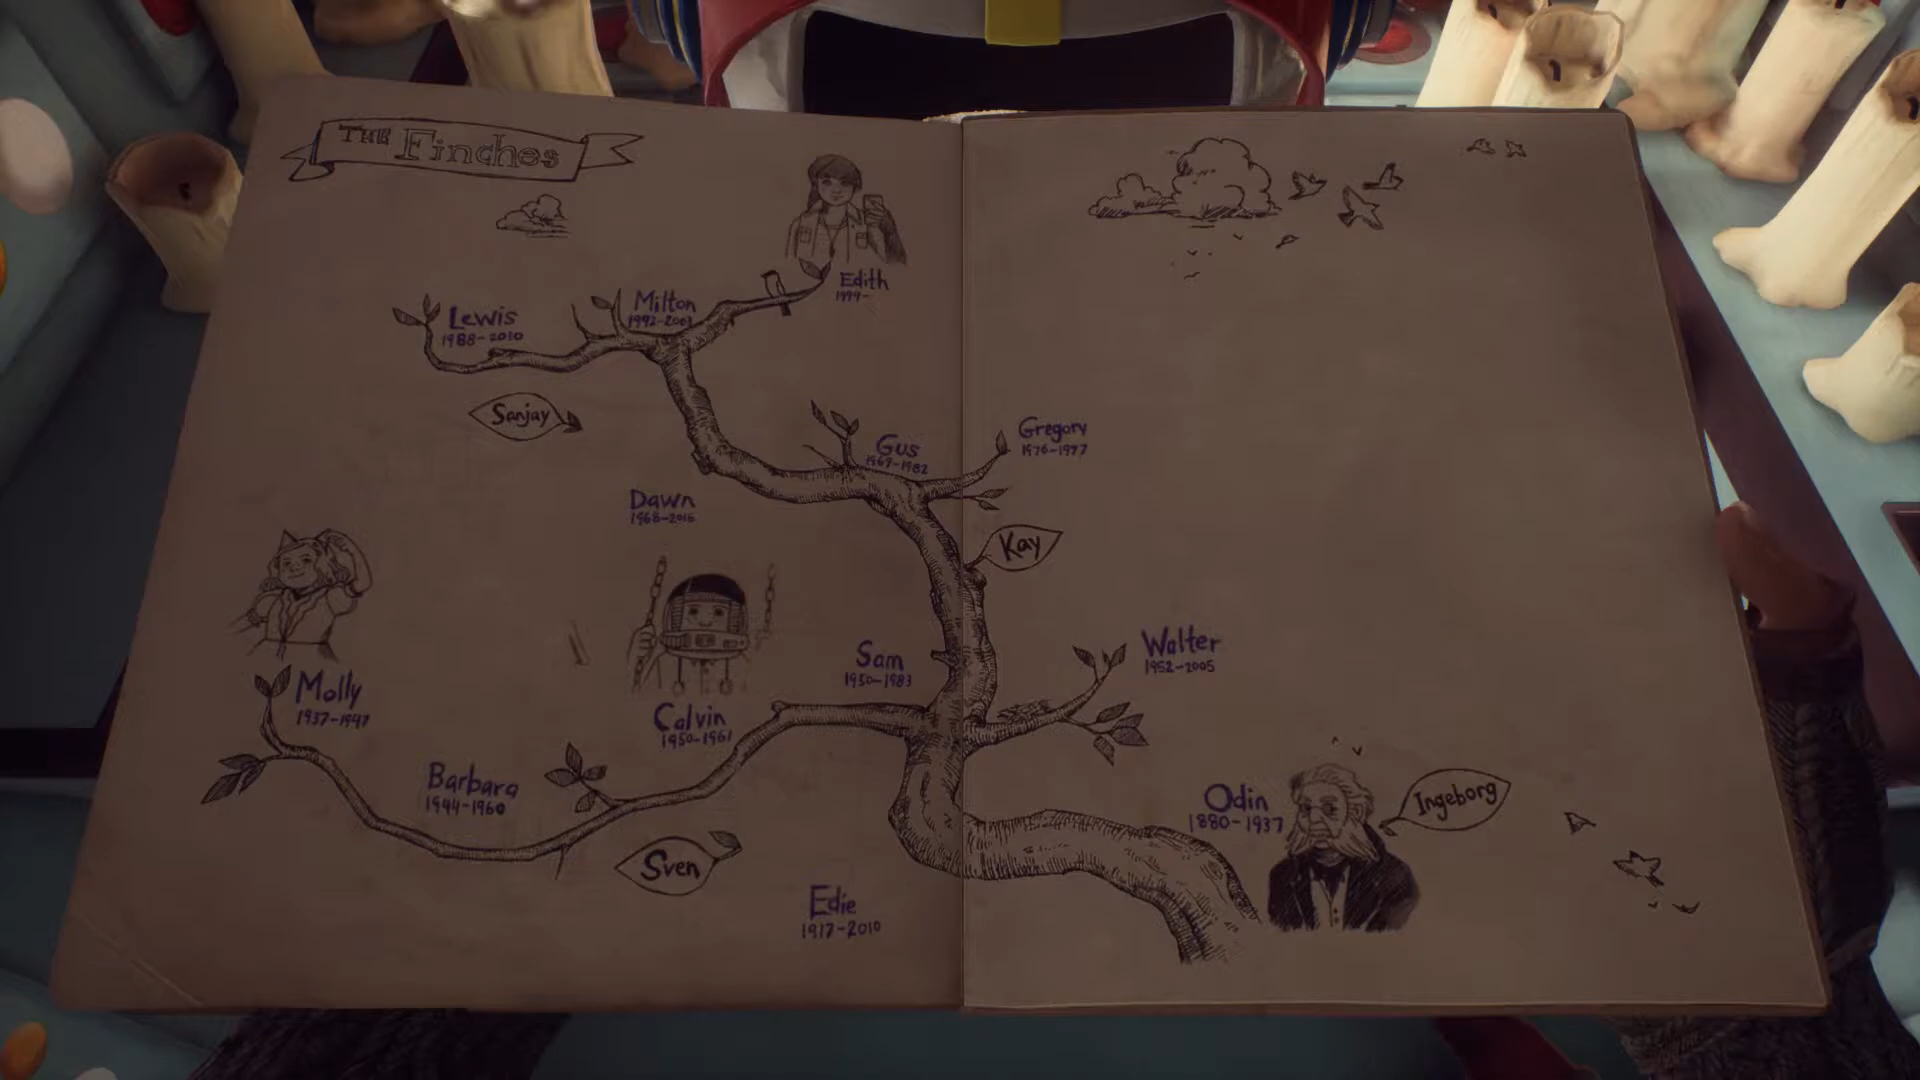 THE Finches
Edith
1999-
Lewis
1988-2010
Milton
1992-2003
Sanjay
Gus
1969-1982
Gregory
1976-1977
Dawn
1968-2016
Kay
Sam
1950-1983
Walter
1952-2005
Molly
1937-1947
Calvin
1950-1961
Barbara
1944-1960
Odin
1880-1937
Ingeborg
Sven
Edie
1917-2010